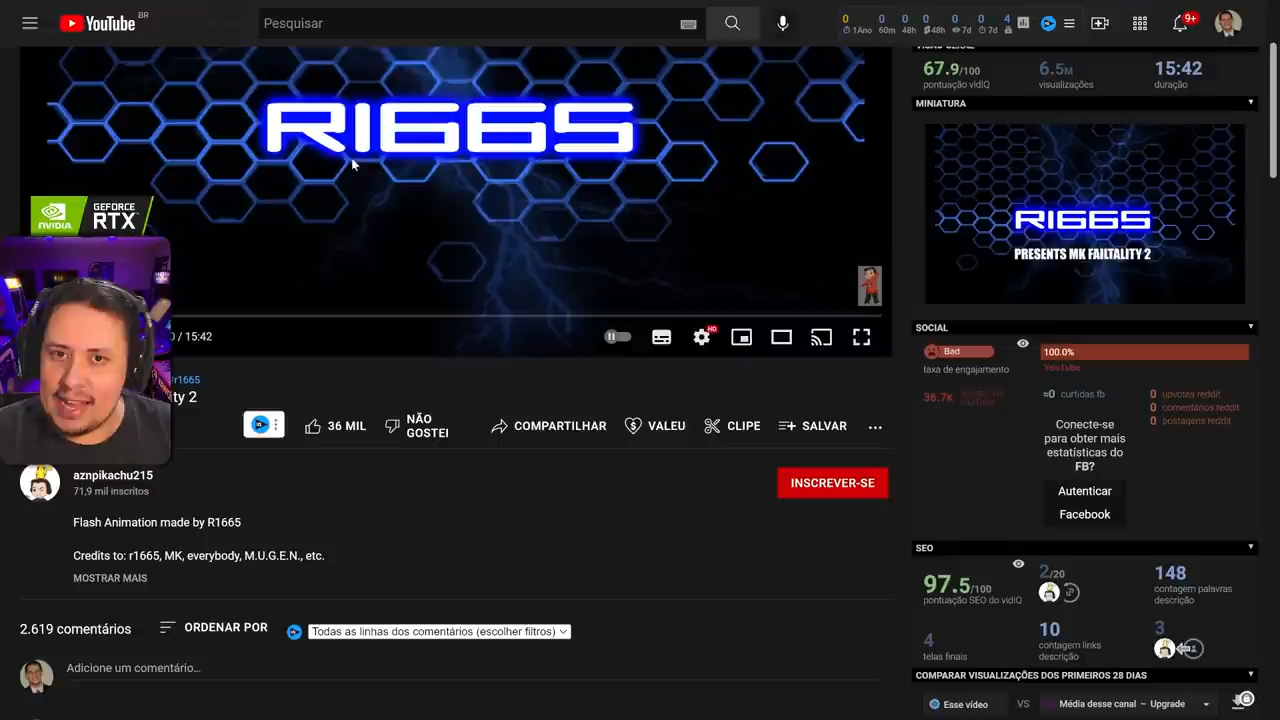 YouTube BR
Pesquisar
0 0 0 0 0 0 4
1Ano 60m 48h 48h 7d 7d
9+
R1665
NVIDIA
GEFORCE
RTX
/ 15:42
HD
/r1665
ity 2
36 MIL
NÃO
GOSTEI
COMPARTILHAR
VALEU
CLIPE
SALVAR
aznpikachu215
71,9 mil inscritos
INSCREVER-SE
Flash Animation made by R1665
Credits to: r1665, MK, everybody, M.U.G.E.N., etc.
MOSTRAR MAIS
2.619 comentários
ORDENAR POR
Todas as linhas dos comentários (escolher filtros)
Adicione um comentário...
67.9/100
pontuação vidIQ
6.5M
visualizações
15:42
duração
MINIATURA
R1665
PRESENTS MK FAILTALITY 2
SOCIAL
Bad
taxa de engajamento
100.0%
YouTube
36.7K
≈0 curtidas fb
0 upvotes reddit
0 comentários reddit
0 postagens reddit
Conecte-se
para obter mais
estatísticas do
FB?
Autenticar
Facebook
SEO
97.5/100
pontuação SEO do vidIQ
2/20
148
contagem palavras
descrição
4
telas finais
10
contagem links
descrição
3
COMPARAR VISUALIZAÇÕES DOS PRIMEIROS 28 DIAS
Esse vídeo
VS
Média desse canal – Upgrade